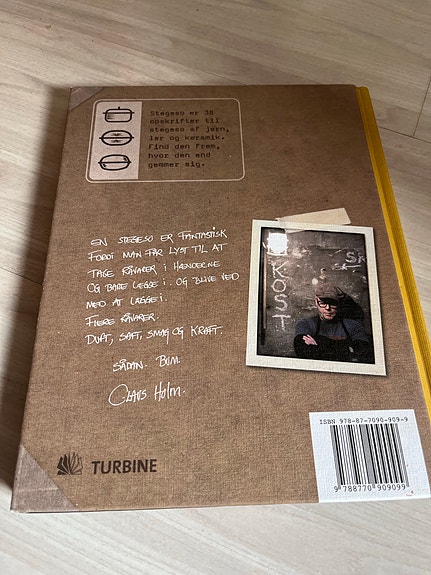 Stegeso er 38
opskrifter til
stegeso af jern,
ler og keramik.
Find den frem,
hvor den end
gemmer sig.
EN STEGESO ER FANTASTISK
FORDI MAN FÅR LYST TIL AT
TAGE RÅVARER I HÆNDERNE
OG BARE LÆGGE I.. OG BLIVE VED
MED AT LÆGGE I.
FLERE RÅVARER.
DUFT, SAFT, SMAG OG KRAFT.
SÅDAN. BUM.
CLAUS HOLM.
KOST
TURBINE
ISBN 978-87-7090-909-9
9 788770 909099